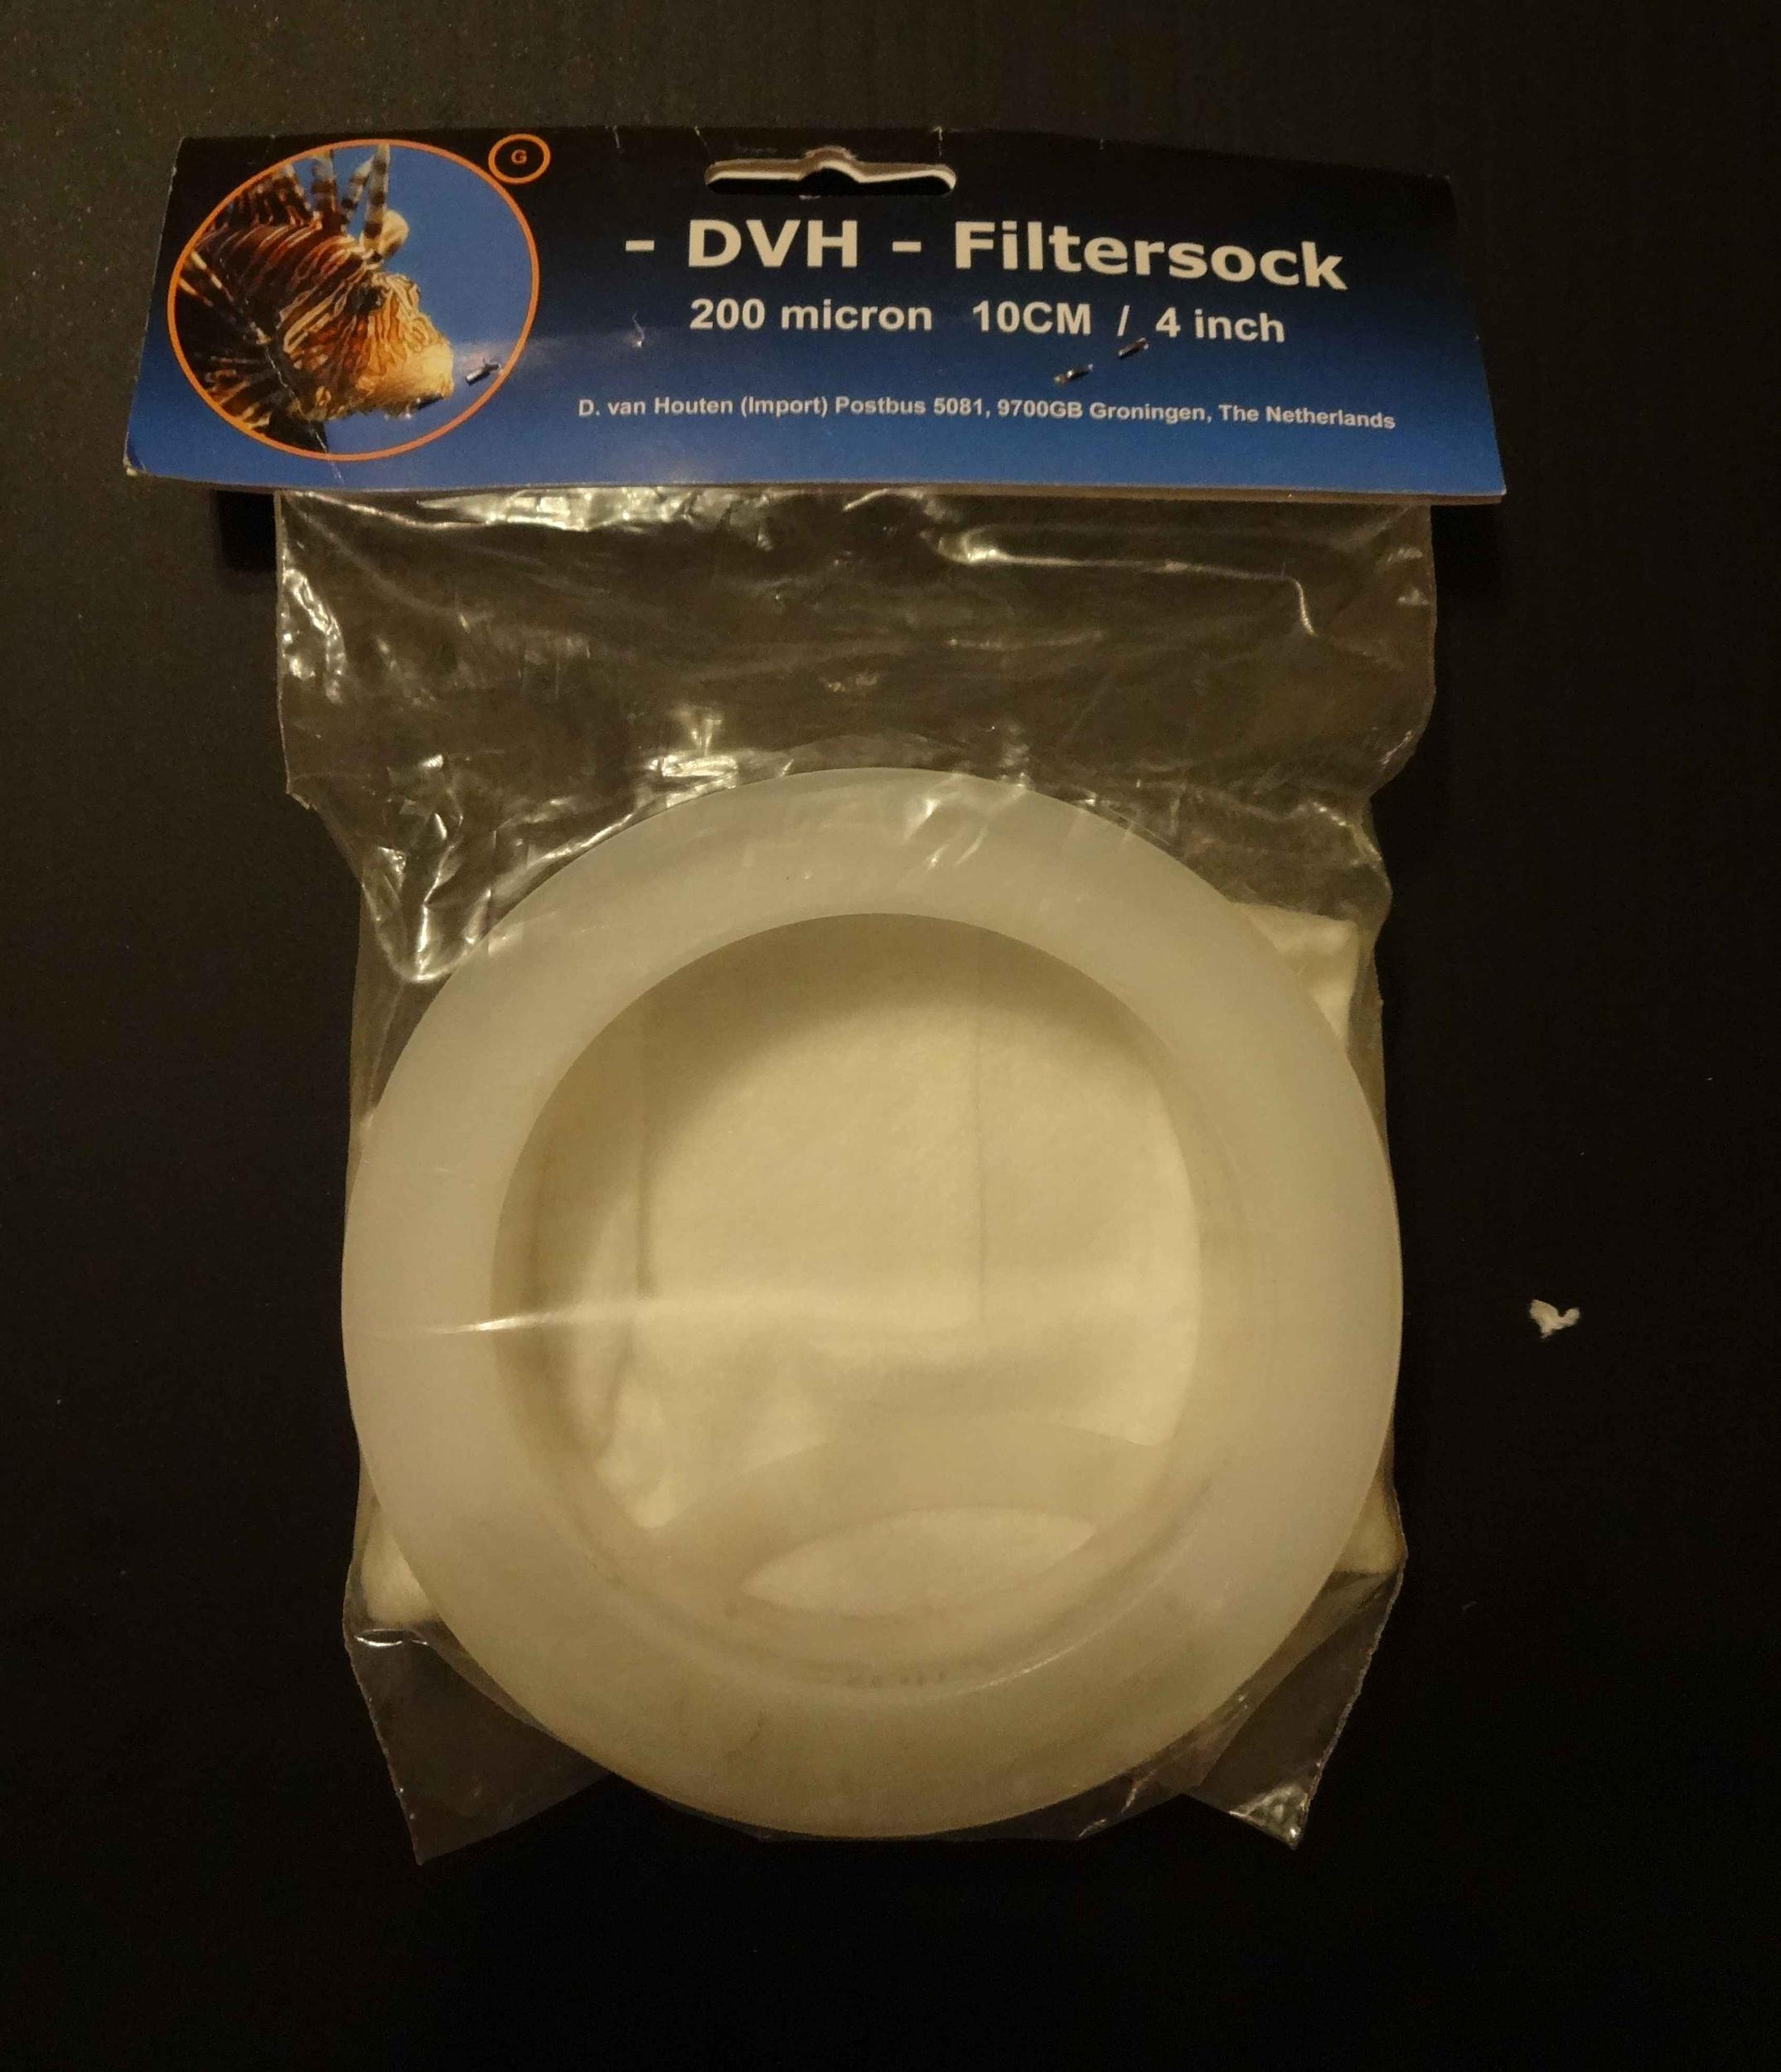 G
- DVH - Filtersock
200 micron 10CM / 4 inch
D. van Houten (Import) Postbus 5081, 9700GB Groningen, The Netherlands